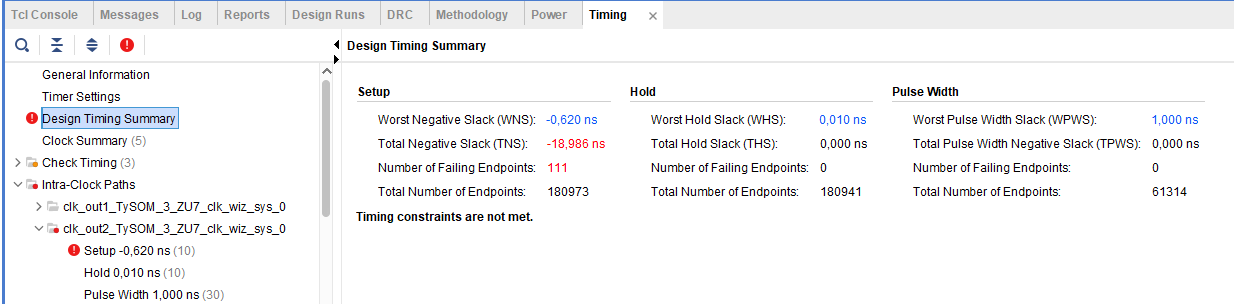 Tcl Console Messages Log Reports Design Runs DRC Methodology Power Timing
Design Timing Summary
General Information
Timer Settings
Design Timing Summary
Clock Summary (5)
Check Timing (3)
Intra-Clock Paths
clk_out1_TySOM_3_ZU7_clk_wiz_sys_0
clk_out2_TySOM_3_ZU7_clk_wiz_sys_0
Setup -0,620 ns (10)
Hold 0,010 ns (10)
Pulse Width 1,000 ns (30)
Setup
Worst Negative Slack (WNS): -0,620 ns
Total Negative Slack (TNS): -18,986 ns
Number of Failing Endpoints: 111
Total Number of Endpoints: 180973
Hold
Worst Hold Slack (WHS): 0,010 ns
Total Hold Slack (THS): 0,000 ns
Number of Failing Endpoints: 0
Total Number of Endpoints: 180941
Pulse Width
Worst Pulse Width Slack (WPWS): 1,000 ns
Total Pulse Width Negative Slack (TPWS): 0,000 ns
Number of Failing Endpoints: 0
Total Number of Endpoints: 61314
Timing constraints are not met.